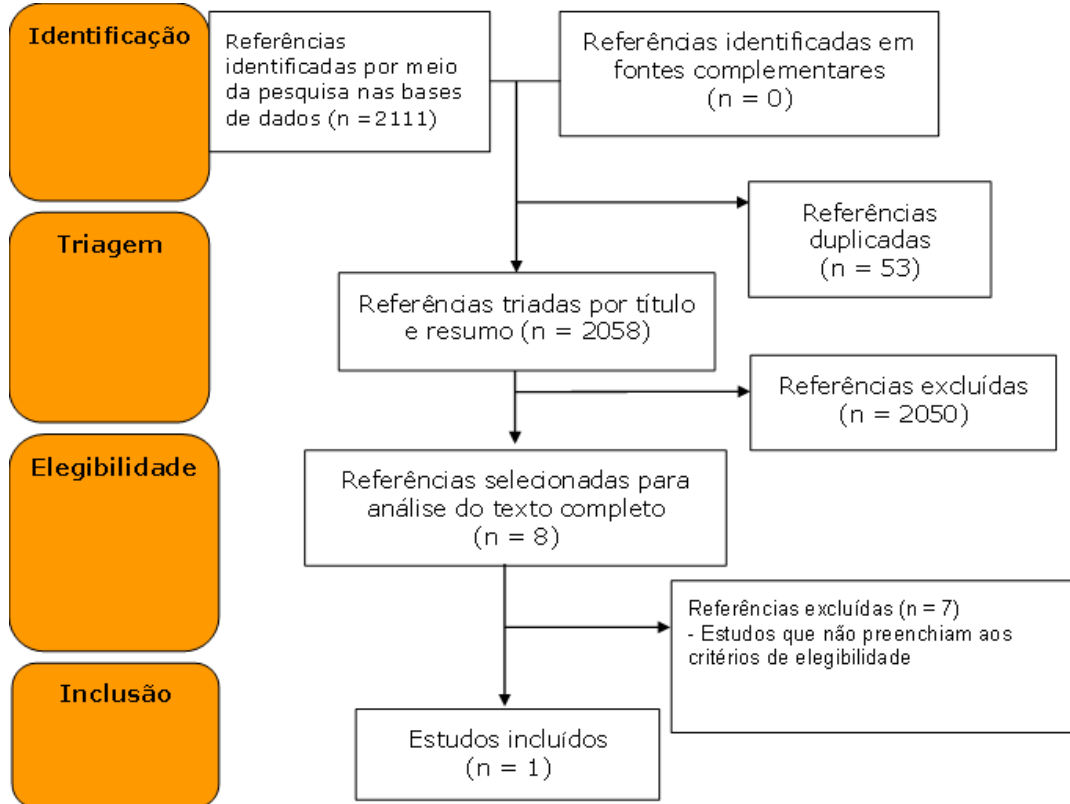 Identificação
Referências
identificadas por meio
da pesquisa nas bases
de dados (n =2111)
Referências identificadas em
fontes complementares
(n = 0)
Referências
duplicadas
(n = 53)
Triagem
Referências triadas por título
e resumo (n = 2058)
Referências excluídas
(n = 2050)
Elegibilidade
Referências selecionadas para
análise do texto completo
(n = 8)
Referências excluídas (n = 7)
- Estudos que não preenchiam aos
critérios de elegibilidade
Inclusão
Estudos incluídos
(n = 1)